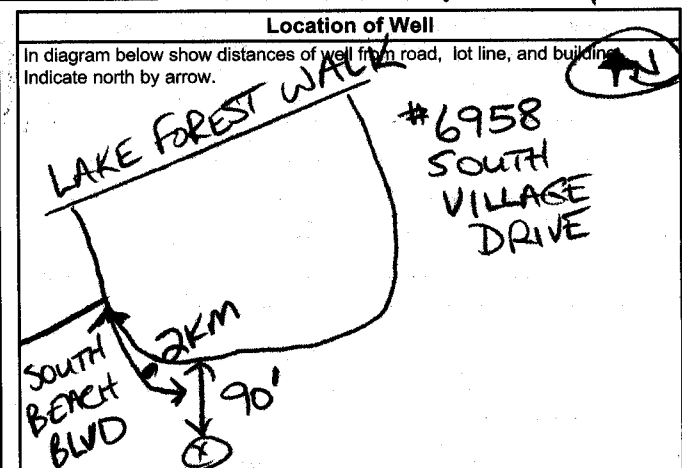 Location of Well
In diagram below show distances of well from road, lot line, and building.
Indicate north by arrow.
N
LAKE FOREST WALK
#6958
SOUTH
VILLAGE
DRIVE
.2KM
SOUTH
BEACH
BLVD
90'
X